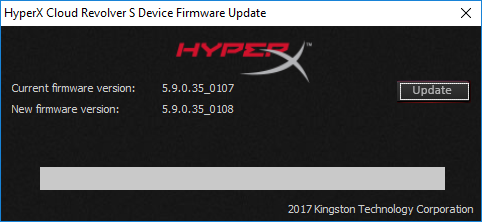 HyperX Cloud Revolver S Device Firmware Update
HYPERX™
Current firmware version: 5.9.0.35_0107
Update
New firmware version: 5.9.0.35_0108
2017 Kingston Technology Corporation